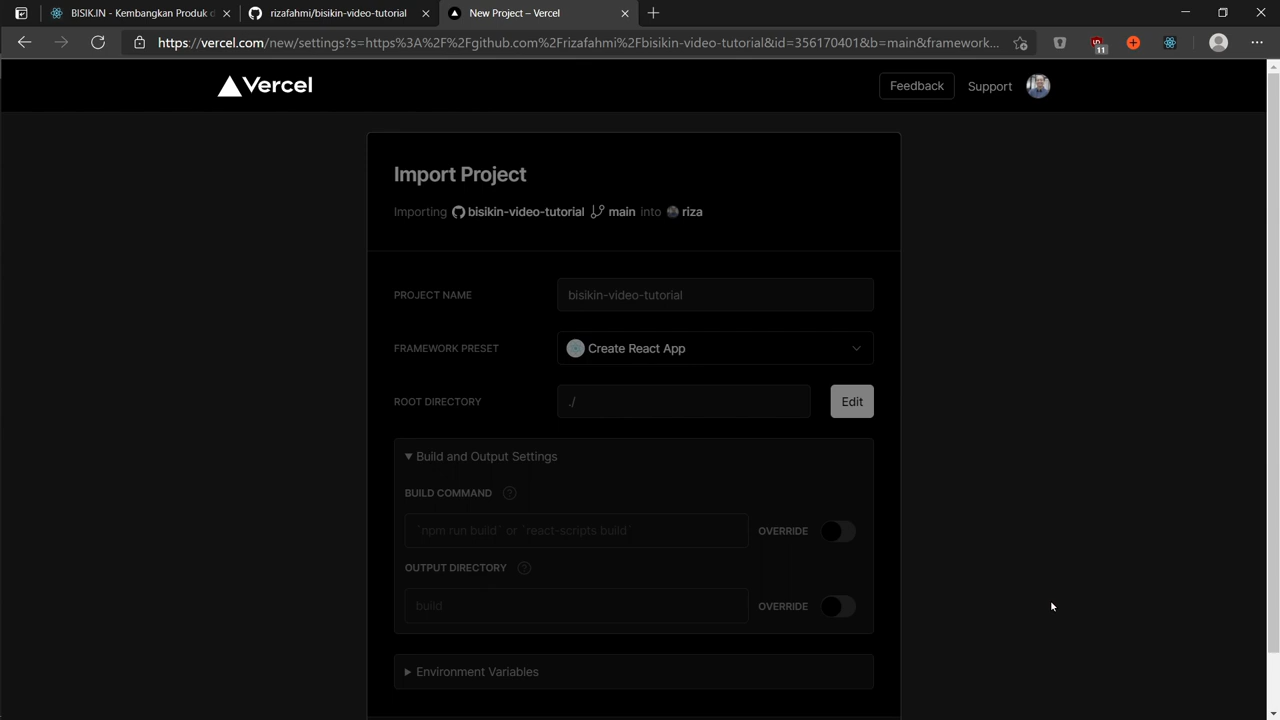 BISIK.IN - Kembangkan Produk d
rizafahmi/bisikin-video-tutorial
New Project – Vercel
https://vercel.com/new/settings?s=https%3A%2F%2Fgithub.com%2Frizafahmi%2Fbisikin-video-tutorial&id=356170401&b=main&framework...
11
Vercel
Feedback
Support
Import Project
Importing bisikin-video-tutorial main into riza
PROJECT NAME
bisikin-video-tutorial
FRAMEWORK PRESET
Create React App
ROOT DIRECTORY
./
Edit
Build and Output Settings
BUILD COMMAND ?
`npm run build` or `react-scripts build`
OVERRIDE
OUTPUT DIRECTORY ?
build
OVERRIDE
Environment Variables